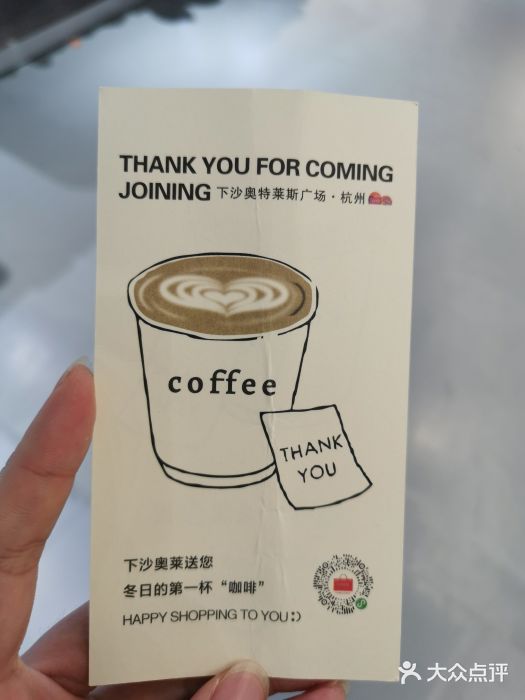 THANK YOU FOR COMING
JOINING 下沙奥特莱斯广场·杭州
coffee
THANK
YOU
下沙奥莱送您
冬日的第一杯“咖啡”
HAPPY SHOPPING TO YOU:)
大众点评